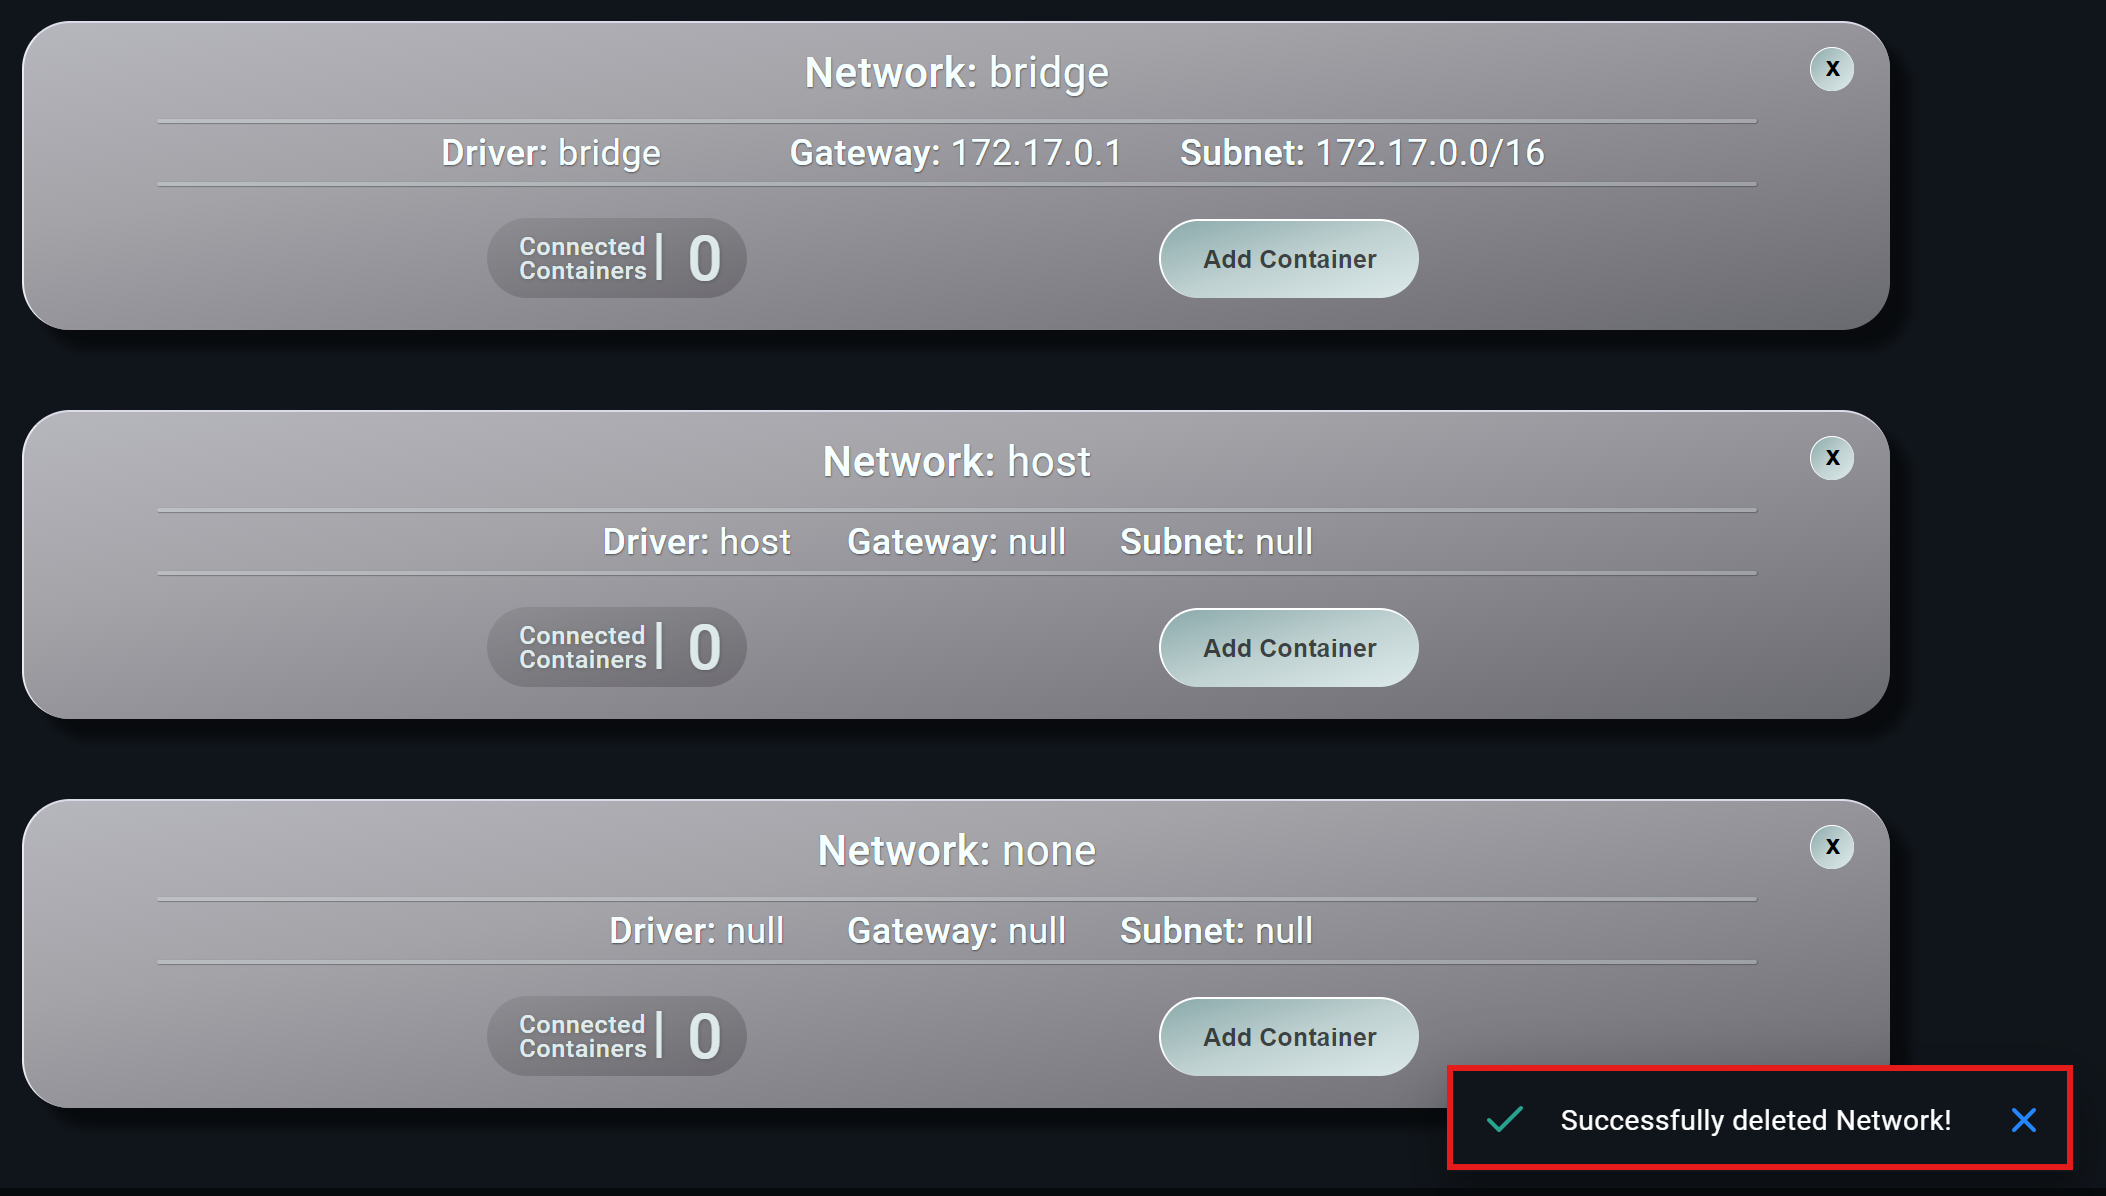 Network: bridge
x
Driver: bridge Gateway: 172.17.0.1 Subnet: 172.17.0.0/16
Connected
Containers | 0
Add Container
Network: host
x
Driver: host Gateway: null Subnet: null
Connected
Containers | 0
Add Container
Network: none
x
Driver: null Gateway: null Subnet: null
Connected
Containers | 0
Add Container
Successfully deleted Network!